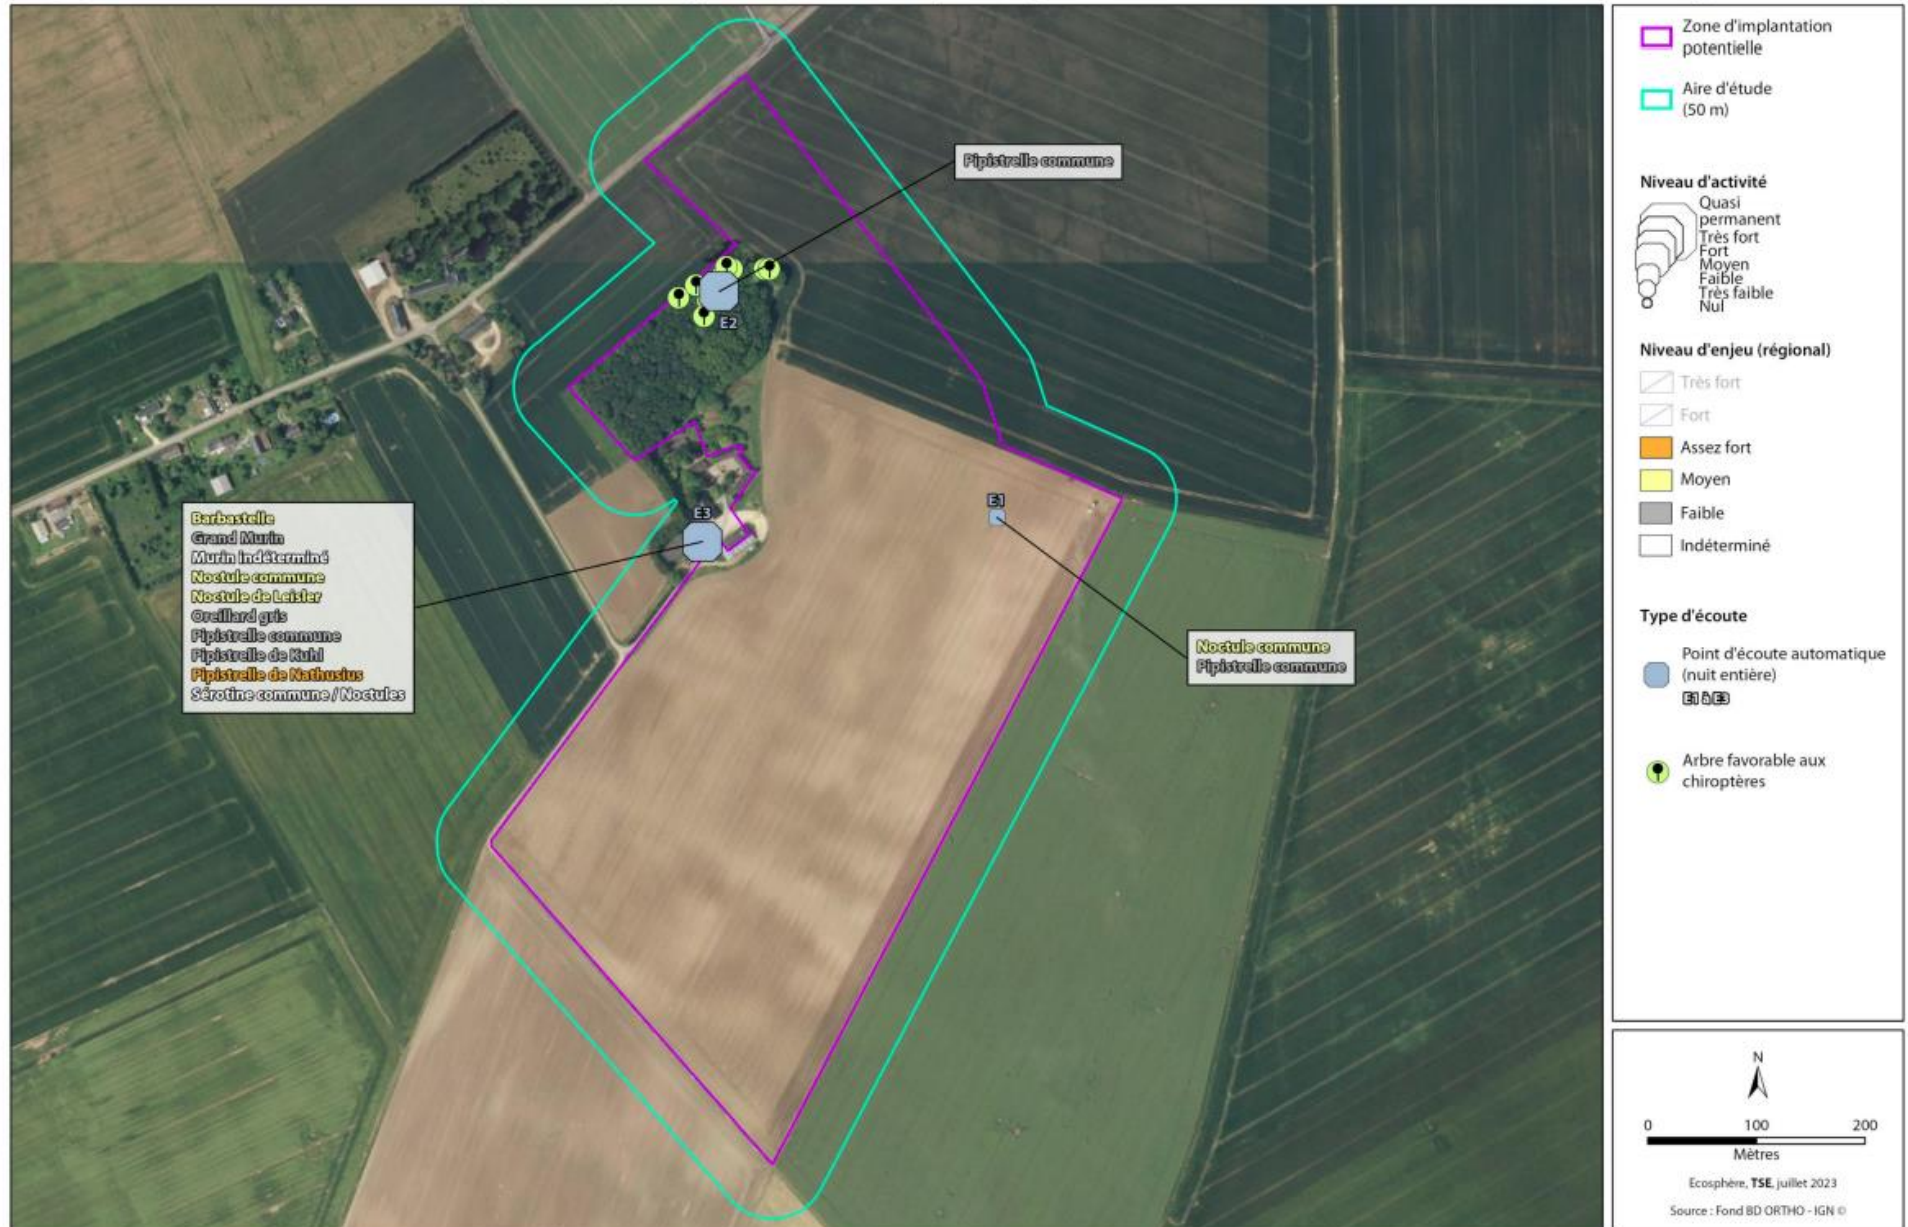 Pipistrelle commune
E2
E1
E3
Barbastelle
Grand Murin
Murin indéterminé
Noctule commune
Noctule de Leisler
Oreillard gris
Pipistrelle commune
Pipistrelle de Kuhl
Pipistrelle de Nathusius
Sérotine commune / Noctules
Noctule commune
Pipistrelle commune
Zone d'implantation
potentielle
Aire d'étude
(50 m)
Niveau d'activité
Quasi
permanent
Très fort
Fort
Moyen
Faible
Très faible
Nul
Niveau d'enjeu (régional)
Très fort
Fort
Assez fort
Moyen
Faible
Indéterminé
Type d'écoute
Point d'écoute automatique
(nuit entière)
E1 à E3
Arbre favorable aux
chiroptères
N
0 100 200
Mètres
Ecosphère, TSE, juillet 2023
Source : Fond BD ORTHO - IGN ©